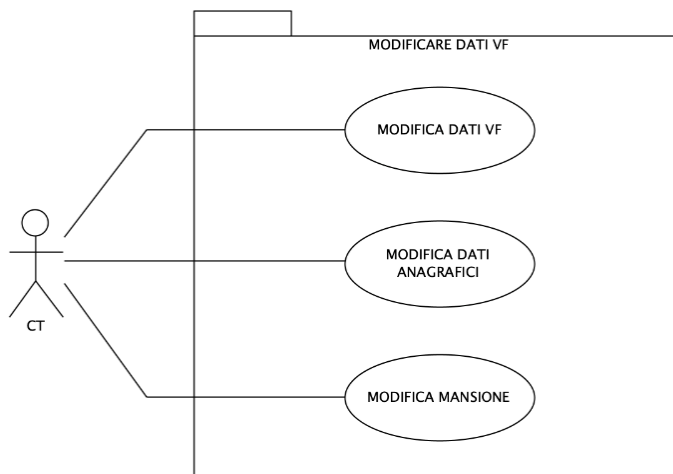 MODIFICARE DATI VF
MODIFICA DATI VF
MODIFICA DATI
ANAGRAFICI
CT
MODIFICA MANSIONE